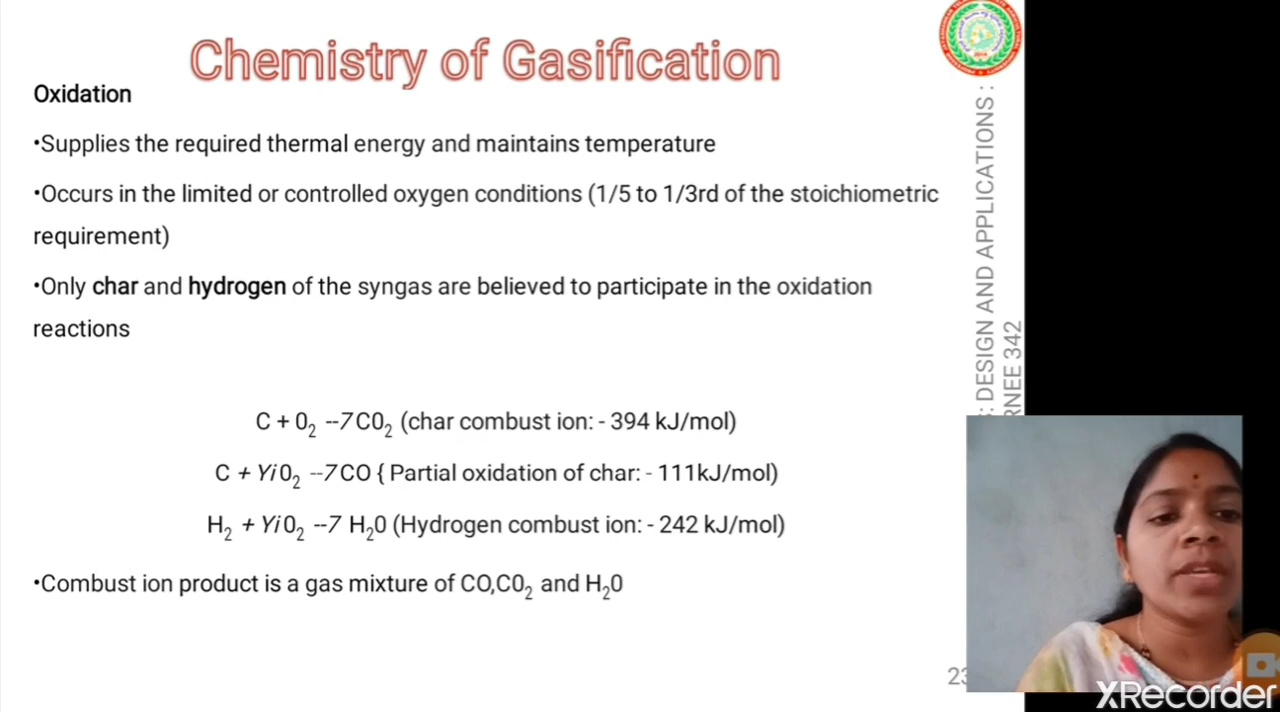 Chemistry of Gasification
Oxidation
•Supplies the required thermal energy and maintains temperature
•Occurs in the limited or controlled oxygen conditions (1/5 to 1/3rd of the stoichiometric
requirement)
•Only char and hydrogen of the syngas are believed to participate in the oxidation
reactions
C + 0₂ --7C0₂ (char combust ion: - 394 kJ/mol)
C + Yi0₂ --7CO { Partial oxidation of char: - 111kJ/mol)
H₂ + Yi0₂ --7 H₂0 (Hydrogen combust ion: - 242 kJ/mol)
•Combust ion product is a gas mixture of CO,C0₂ and H₂0
: DESIGN AND APPLICATIONS :
RNEE 342
23
XRecorder